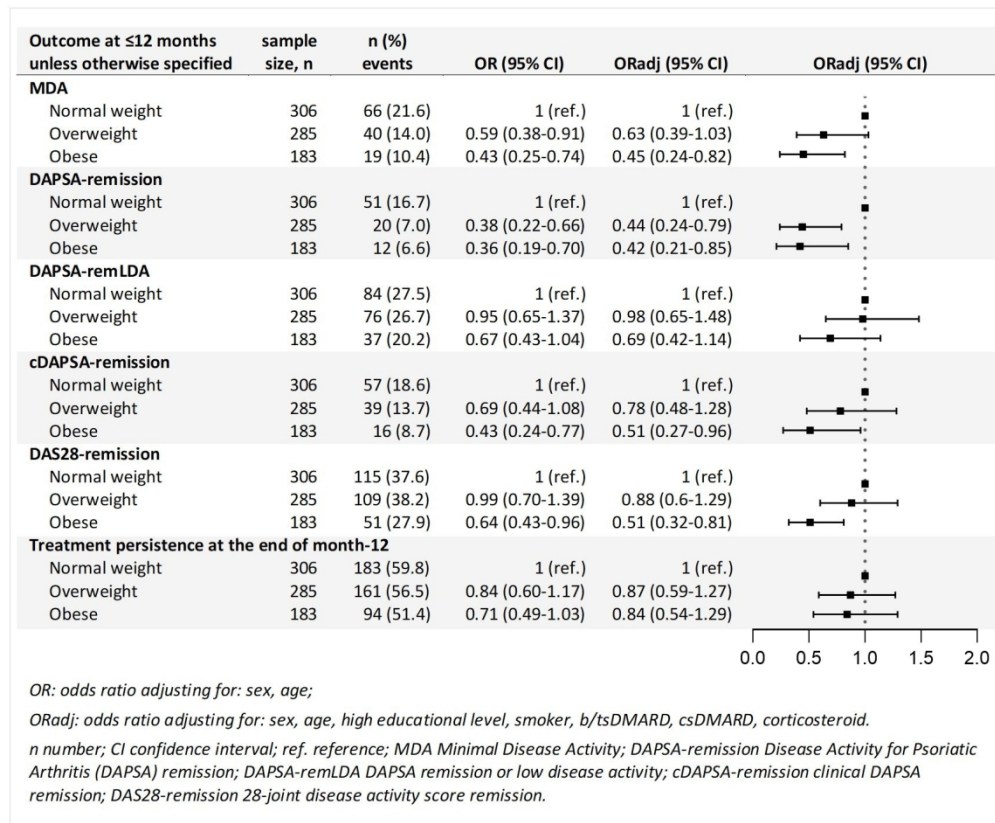 Outcome at ≤12 months sample n (%)
unless otherwise specified size, n events OR (95% CI) ORadj (95% CI) ORadj (95% CI)
MDA
Normal weight 306 66 (21.6) 1 (ref.) 1 (ref.)
Overweight 285 40 (14.0) 0.59 (0.38-0.91) 0.63 (0.39-1.03)
Obese 183 19 (10.4) 0.43 (0.25-0.74) 0.45 (0.24-0.82)
DAPSA-remission
Normal weight 306 51 (16.7) 1 (ref.) 1 (ref.)
Overweight 285 20 (7.0) 0.38 (0.22-0.66) 0.44 (0.24-0.79)
Obese 183 12 (6.6) 0.36 (0.19-0.70) 0.42 (0.21-0.85)
DAPSA-remLDA
Normal weight 306 84 (27.5) 1 (ref.) 1 (ref.)
Overweight 285 76 (26.7) 0.95 (0.65-1.37) 0.98 (0.65-1.48)
Obese 183 37 (20.2) 0.67 (0.43-1.04) 0.69 (0.42-1.14)
cDAPSA-remission
Normal weight 306 57 (18.6) 1 (ref.) 1 (ref.)
Overweight 285 39 (13.7) 0.69 (0.44-1.08) 0.78 (0.48-1.28)
Obese 183 16 (8.7) 0.43 (0.24-0.77) 0.51 (0.27-0.96)
DAS28-remission
Normal weight 306 115 (37.6) 1 (ref.) 1 (ref.)
Overweight 285 109 (38.2) 0.99 (0.70-1.39) 0.88 (0.6-1.29)
Obese 183 51 (27.9) 0.64 (0.43-0.96) 0.51 (0.32-0.81)
Treatment persistence at the end of month-12
Normal weight 306 183 (59.8) 1 (ref.) 1 (ref.)
Overweight 285 161 (56.5) 0.84 (0.60-1.17) 0.87 (0.59-1.27)
Obese 183 94 (51.4) 0.71 (0.49-1.03) 0.84 (0.54-1.29)
0.0 0.5 1.0 1.5 2.0
OR: odds ratio adjusting for: sex, age;
ORadj: odds ratio adjusting for: sex, age, high educational level, smoker, b/tsDMARD, csDMARD, corticosteroid.
n number; CI confidence interval; ref. reference; MDA Minimal Disease Activity; DAPSA-remission Disease Activity for Psoriatic
Arthritis (DAPSA) remission; DAPSA-remLDA DAPSA remission or low disease activity; cDAPSA-remission clinical DAPSA
remission; DAS28-remission 28-joint disease activity score remission.